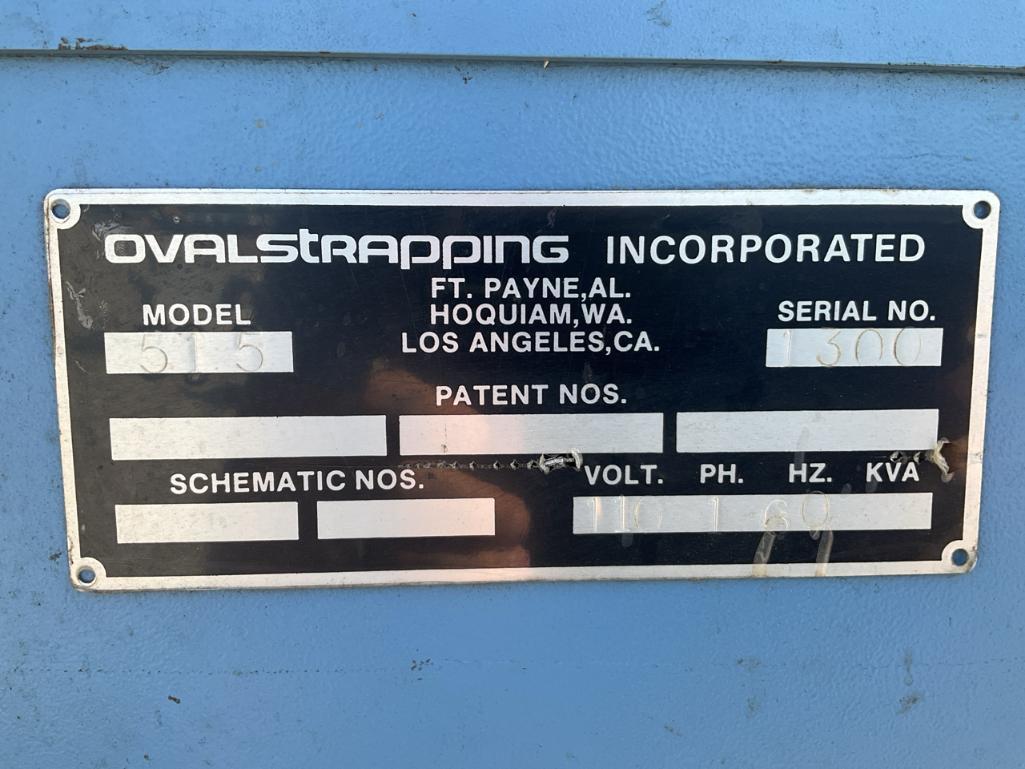 OVALSTRAPPING INCORPORATED
FT. PAYNE, AL.
HOQUIAM, WA.
LOS ANGELES, CA.
MODEL
515
SERIAL NO.
1300
PATENT NOS.
SCHEMATIC NOS.
VOLT. PH. HZ. KVA
110 1 60